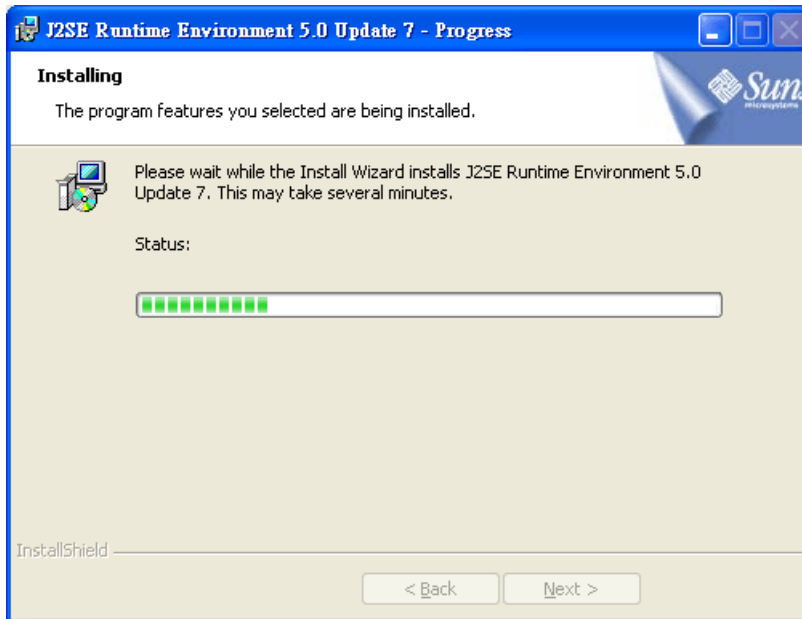 J2SE Runtime Environment 5.0 Update 7 - Progress
Installing
The program features you selected are being installed.
Sun
microsystems
Please wait while the Install Wizard installs J2SE Runtime Environment 5.0
Update 7. This may take several minutes.
Status:
InstallShield
< Back
Next >